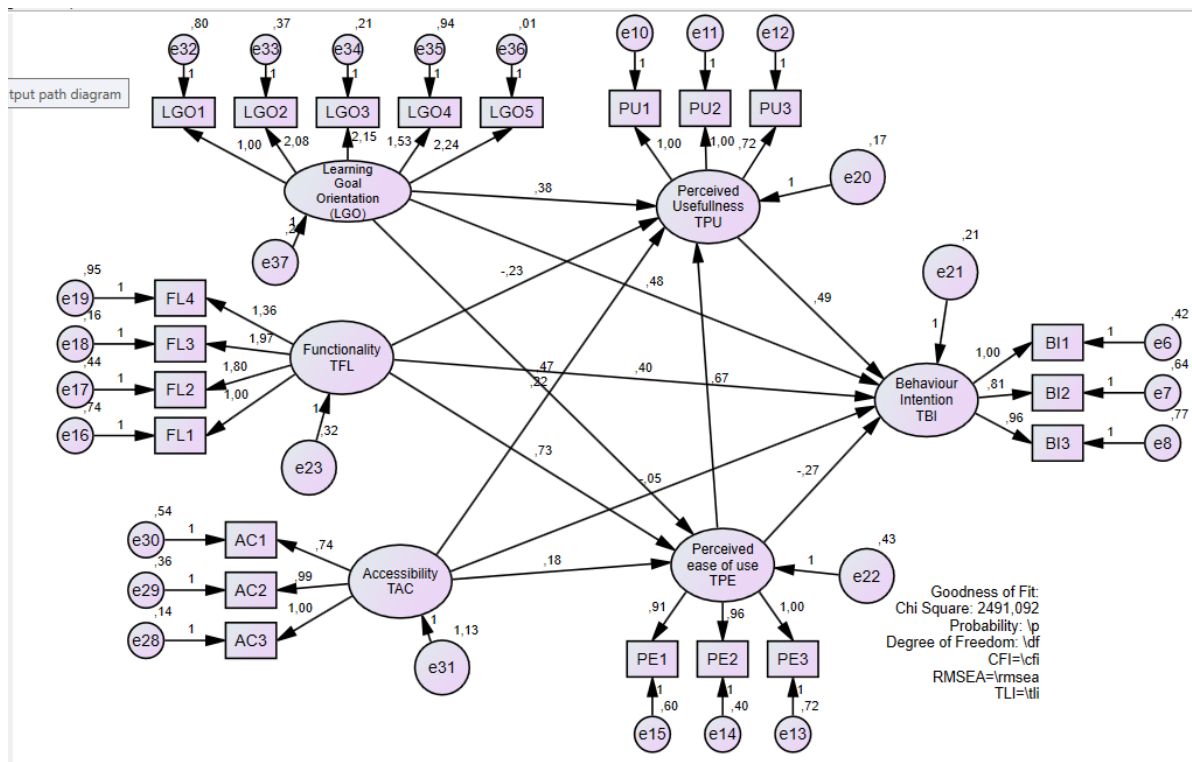 ,80 ,37 ,21 ,94 ,01
e32 e33 e34 e35 e36
1 1 1 1 1
LGO1 LGO2 LGO3 LGO4 LGO5
1,00 2,08 2,15 1,53 2,24
tput path diagram
Learning
Goal
Orientation
(LGO)
1
e37
e10 e11 e12
1 1 1
PU1 PU2 PU3
1,00 1,00 ,72
Perceived
Usefullness
TPU
,17
1 e20
,38
-,23
,48
,49
,47
,22
,40
,67
,73
-,05
-,27
,18
,95
e19 1 FL4 1,36
,16
e18 1 FL3 1,97
,44
e17 1 FL2 1,80
,74
e16 1 FL1 1,00
Functionality
TFL
1
,32
e23
,21
e21
1
Behaviour
Intention
TBI
1,00 BI1 1 e6 ,42
,81 BI2 1 e7 ,64
,96 BI3 1 e8 ,77
,54
e30 1 AC1 ,74
,36
e29 1 AC2 ,99
,14
e28 1 AC3 1,00
Accessibility
TAC
1
1,13
e31
Perceived
ease of use
TPE
,43
1 e22
,91 ,96 1,00
PE1 PE2 PE3
1 1 1
,60 ,40 ,72
e15 e14 e13
Goodness of Fit:
Chi Square: 2491,092
Probability: \p
Degree of Freedom: \df
CFI=\cfi
RMSEA=\rmsea
TLI=\tli